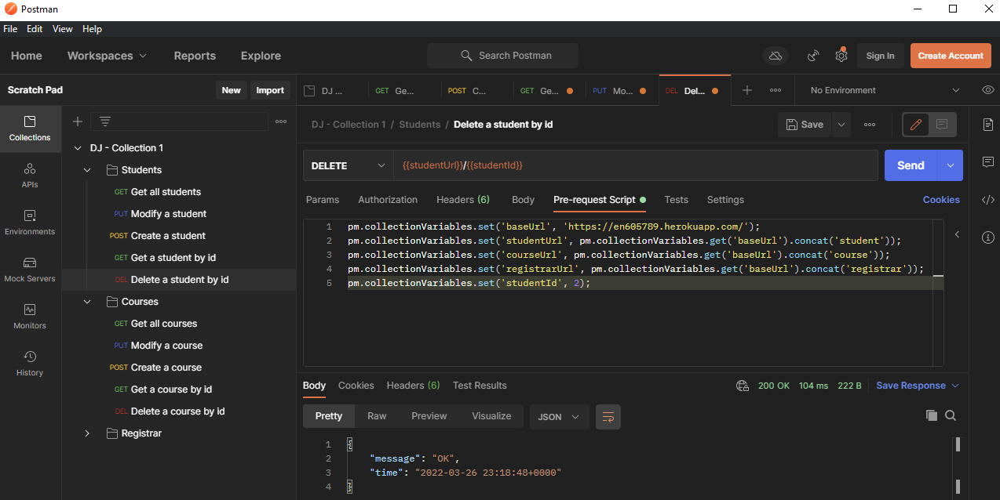 Postman
File Edit View Help
Home Workspaces Reports Explore Search Postman Sign In Create Account
Scratch Pad New Import DJ ... GET Ge... POST C... GET Ge... PUT Mo... DEL Del... No Environment
Collections
APIs
Environments
Mock Servers
Monitors
History
DJ - Collection 1
Students
GET Get all students
PUT Modify a student
POST Create a student
GET Get a student by id
DEL Delete a student by id
Courses
GET Get all courses
PUT Modify a course
POST Create a course
GET Get a course by id
DEL Delete a course by id
Registrar
DJ - Collection 1 / Students / Delete a student by id Save
DELETE {{studentUrl}}/{{studentId}} Send
Params Authorization Headers (6) Body Pre-request Script Tests Settings Cookies
1 pm.collectionVariables.set('baseUrl', 'https://en605789.herokuapp.com/');
2 pm.collectionVariables.set('studentUrl', pm.collectionVariables.get('baseUrl').concat('student'));
3 pm.collectionVariables.set('courseUrl', pm.collectionVariables.get('baseUrl').concat('course'));
4 pm.collectionVariables.set('registrarUrl', pm.collectionVariables.get('baseUrl').concat('registrar'));
5 pm.collectionVariables.set('studentId', 2);
Body Cookies Headers (6) Test Results 200 OK 104 ms 222 B Save Response
Pretty Raw Preview Visualize JSON
1 {
2 "message": "OK",
3 "time": "2022-03-26 23:18:48+0000"
4 }